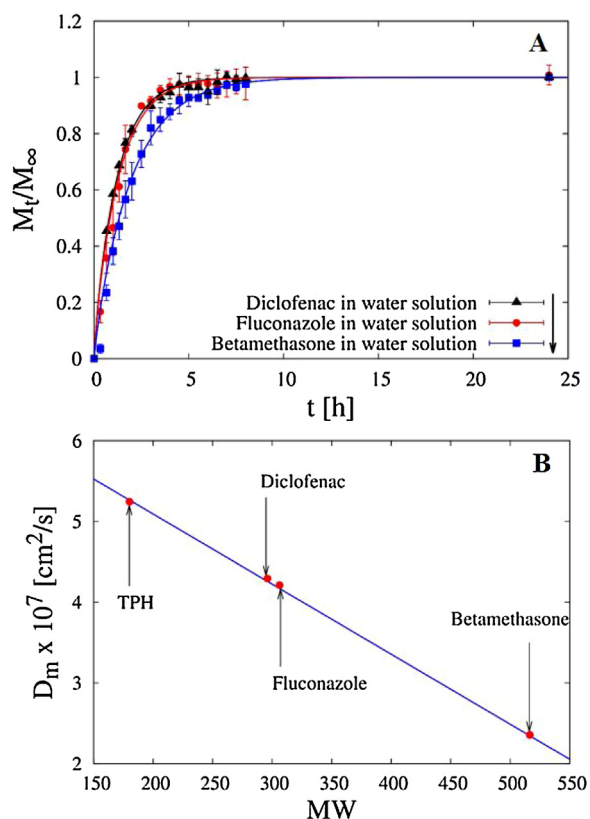 A
Mt/M∞
1.2
1
0.8
0.6
0.4
0.2
0
Diclofenac in water solution
Fluconazole in water solution
Betamethasone in water solution
0 5 10 15 20 25
t [h]
B
Dm x 10^7 [cm^2/s]
6
5
4
3
2
Diclofenac
TPH
Fluconazole
Betamethasone
150 200 250 300 350 400 450 500 550
MW